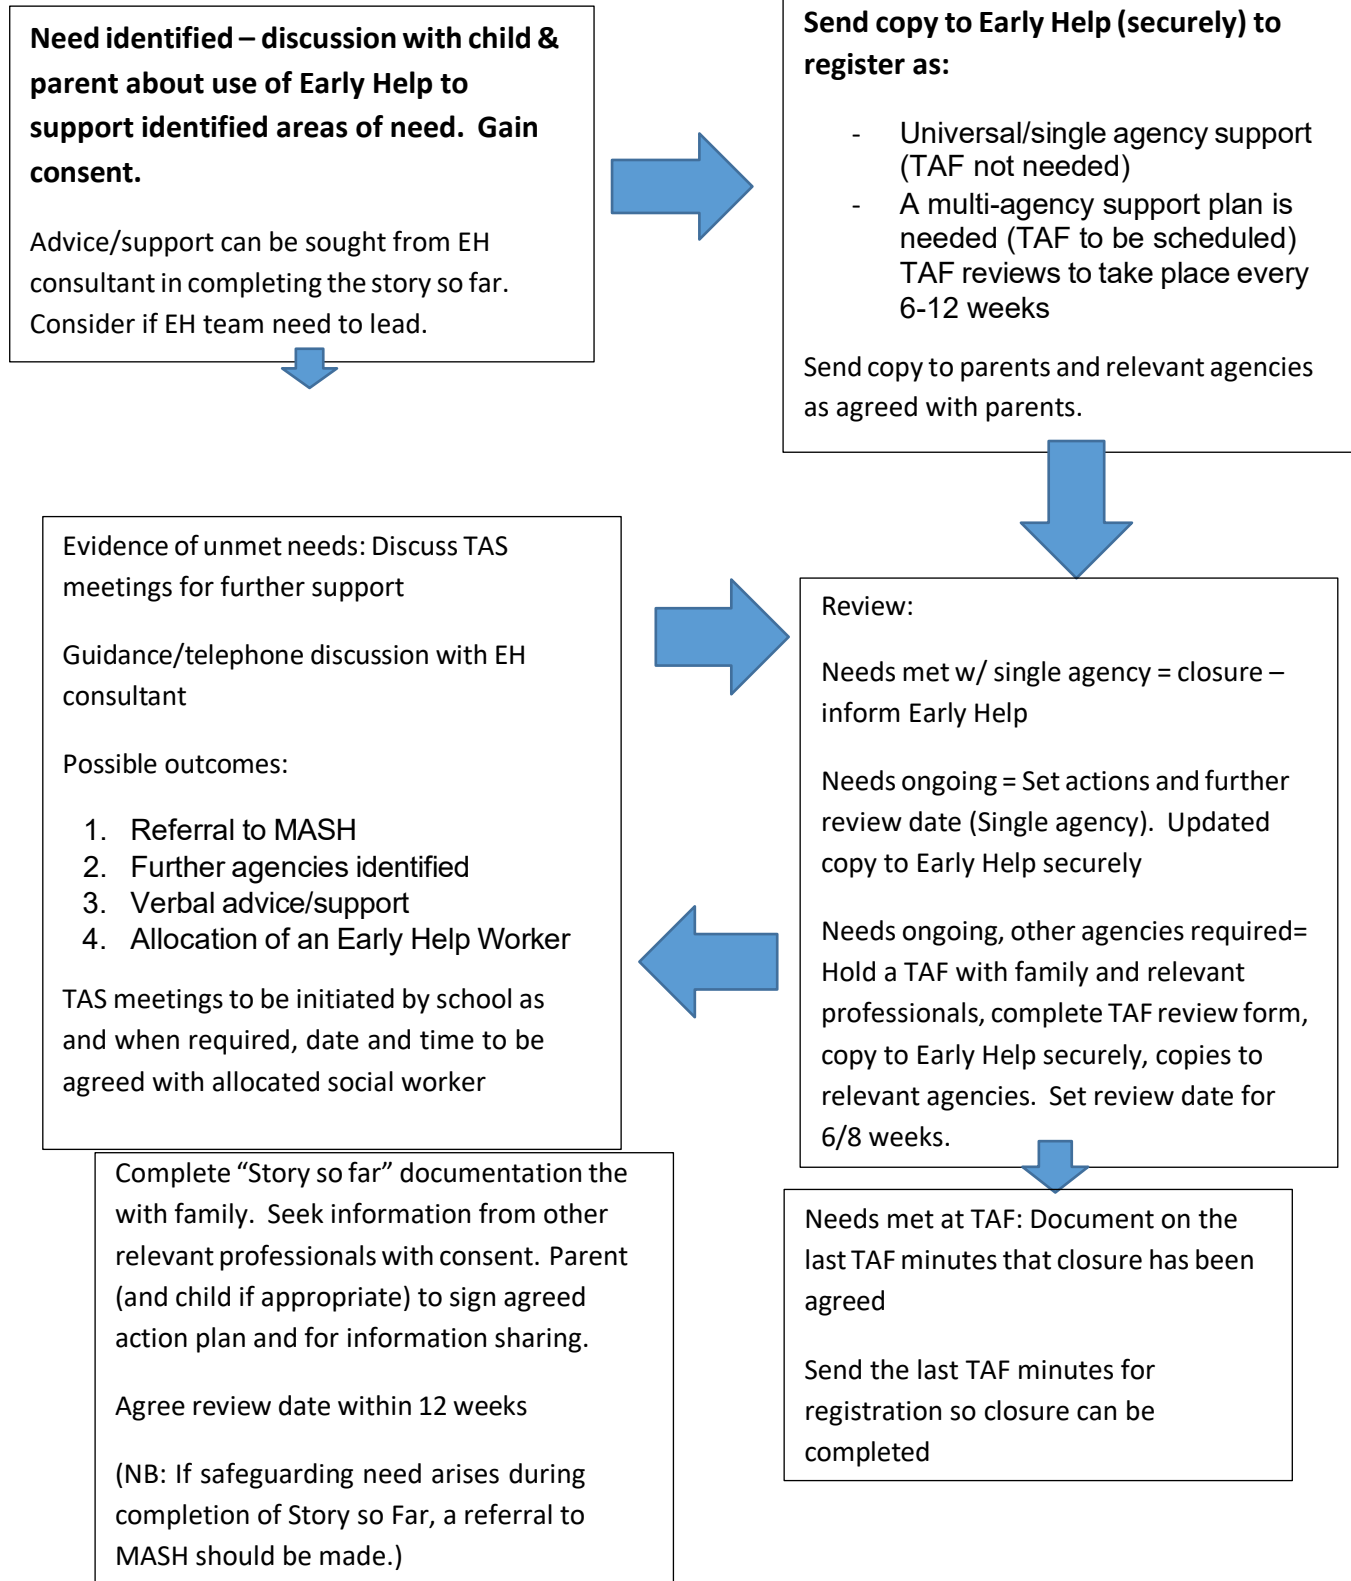 Need identified – discussion with child &
parent about use of Early Help to
support identified areas of need.  Gain
consent.
Advice/support can be sought from EH
consultant in completing the story so far.
Consider if EH team need to lead.
Send copy to Early Help (securely) to
register as:
- Universal/single agency support
(TAF not needed)
- A multi-agency support plan is
needed (TAF to be scheduled)
TAF reviews to take place every
6-12 weeks
Send copy to parents and relevant agencies
as agreed with parents.
Evidence of unmet needs: Discuss TAS
meetings for further support
Guidance/telephone discussion with EH
consultant
Possible outcomes:
1. Referral to MASH
2. Further agencies identified
3. Verbal advice/support
4. Allocation of an Early Help Worker
TAS meetings to be initiated by school as
and when required, date and time to be
agreed with allocated social worker
Review:
Needs met w/ single agency = closure –
inform Early Help
Needs ongoing = Set actions and further
review date (Single agency).  Updated
copy to Early Help securely
Needs ongoing, other agencies required=
Hold a TAF with family and relevant
professionals, complete TAF review form,
copy to Early Help securely, copies to
relevant agencies.  Set review date for
6/8 weeks.
Complete “Story so far” documentation the
with family.  Seek information from other
relevant professionals with consent. Parent
(and child if appropriate) to sign agreed
action plan and for information sharing.
Agree review date within 12 weeks
(NB: If safeguarding need arises during
completion of Story so Far, a referral to
MASH should be made.)
Needs met at TAF: Document on the
last TAF minutes that closure has been
agreed
Send the last TAF minutes for
registration so closure can be
completed